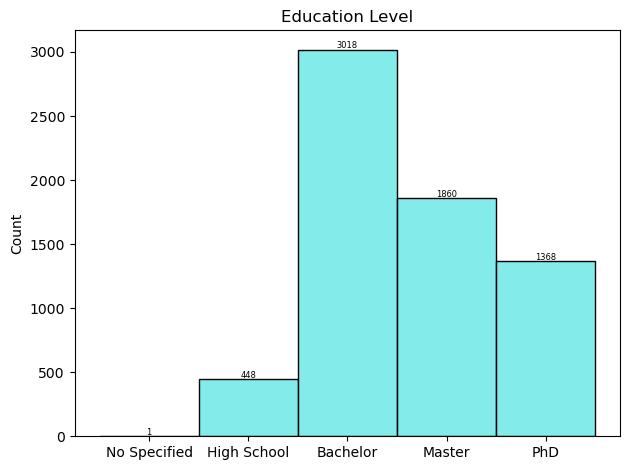 Education Level
Count
3000
2500
2000
1500
1000
500
0
1
448
3018
1860
1368
No Specified
High School
Bachelor
Master
PhD